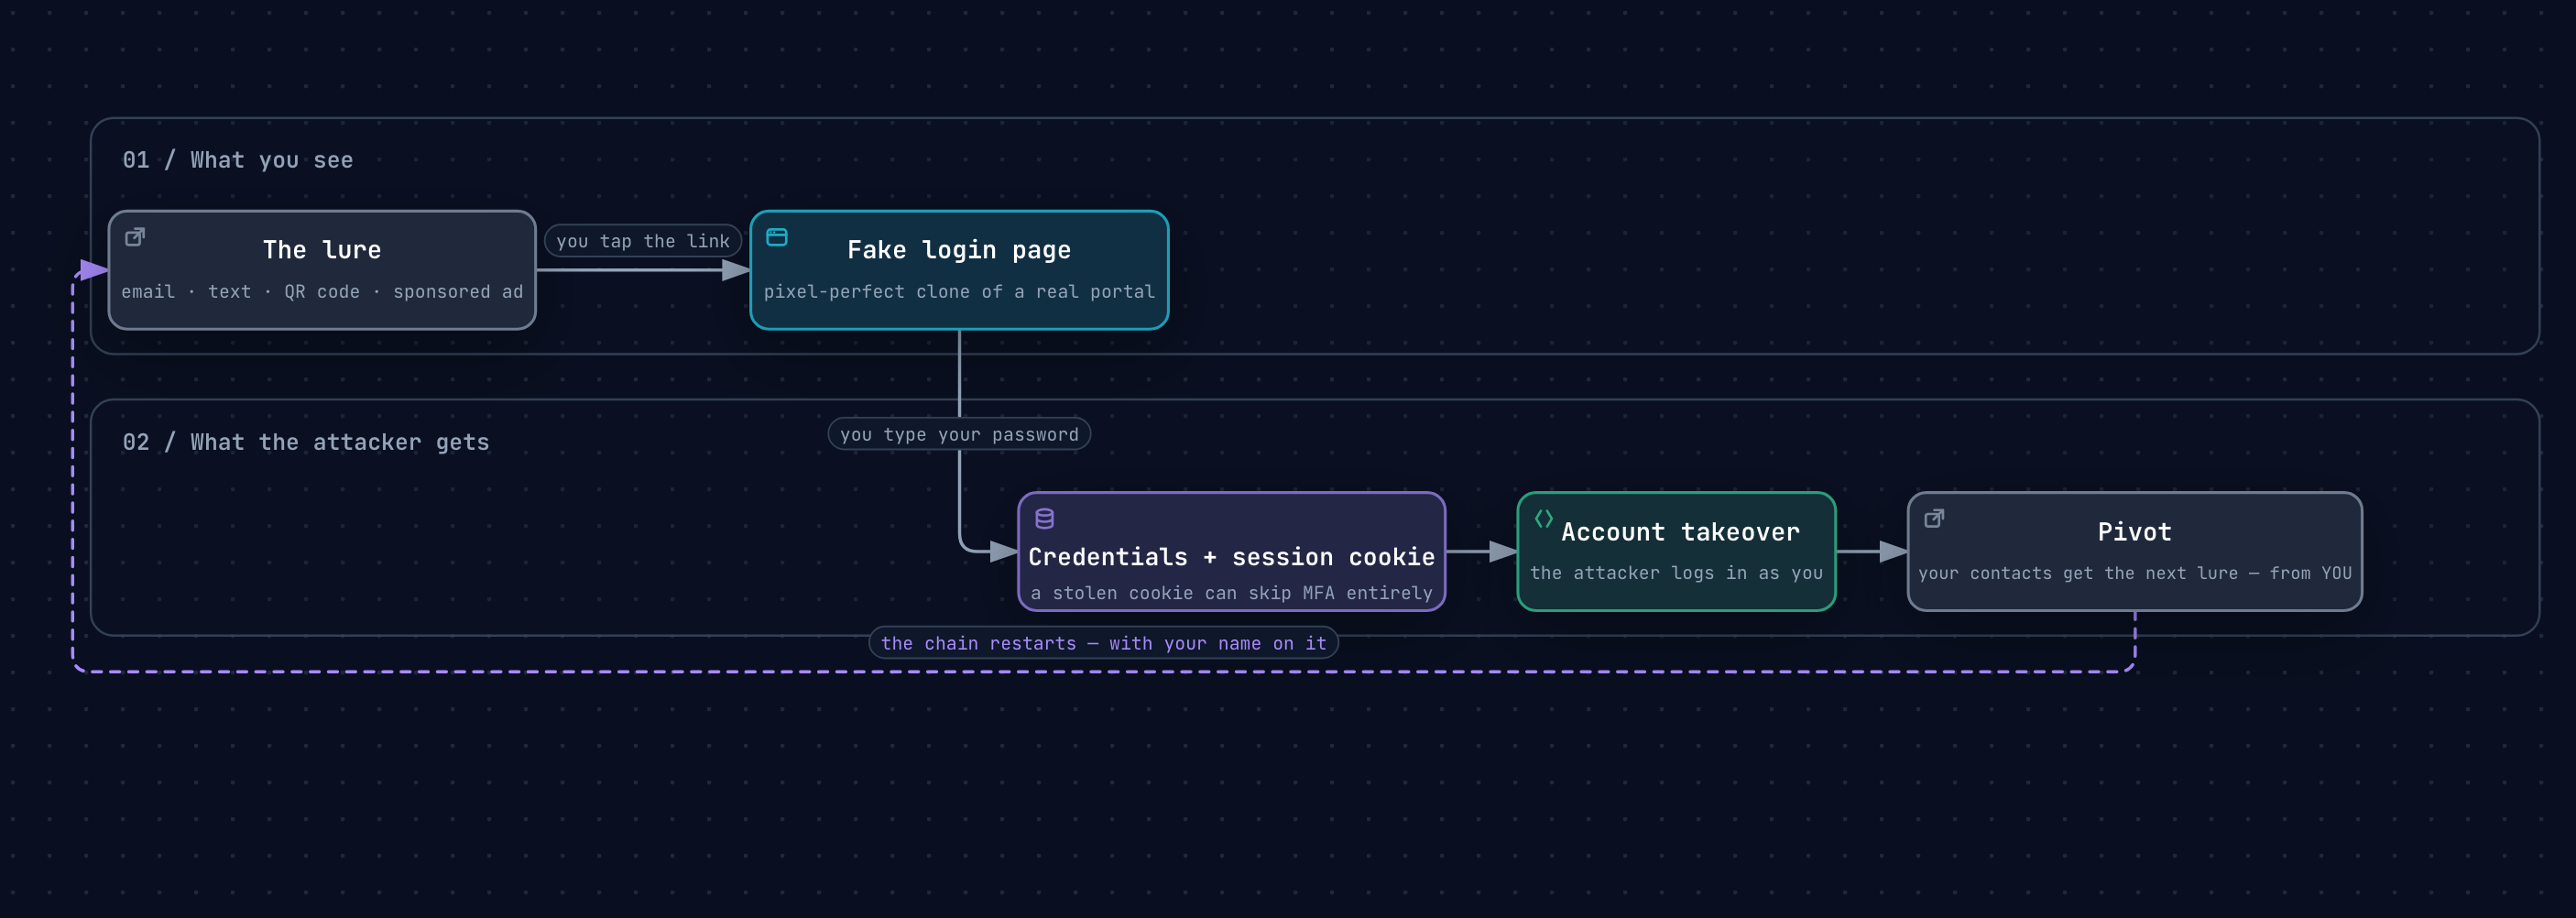 01 / What you see
The lure
email · text · QR code · sponsored ad
you tap the link
Fake login page
pixel-perfect clone of a real portal
02 / What the attacker gets
you type your password
Credentials + session cookie
a stolen cookie can skip MFA entirely
Account takeover
the attacker logs in as you
Pivot
your contacts get the next lure — from YOU
the chain restarts — with your name on it